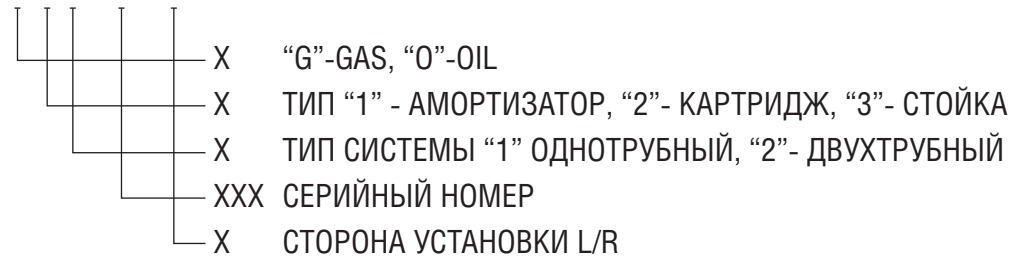 X “G”-GAS, “O”-OIL
X ТИП “1” - АМОРТИЗАТОР, “2”- КАРТРИДЖ, “3”- СТОЙКА
X ТИП СИСТЕМЫ “1” ОДНОТРУБНЫЙ, “2”- ДВУХТРУБНЫЙ
XXX СЕРИЙНЫЙ НОМЕР
X СТОРОНА УСТАНОВКИ L/R